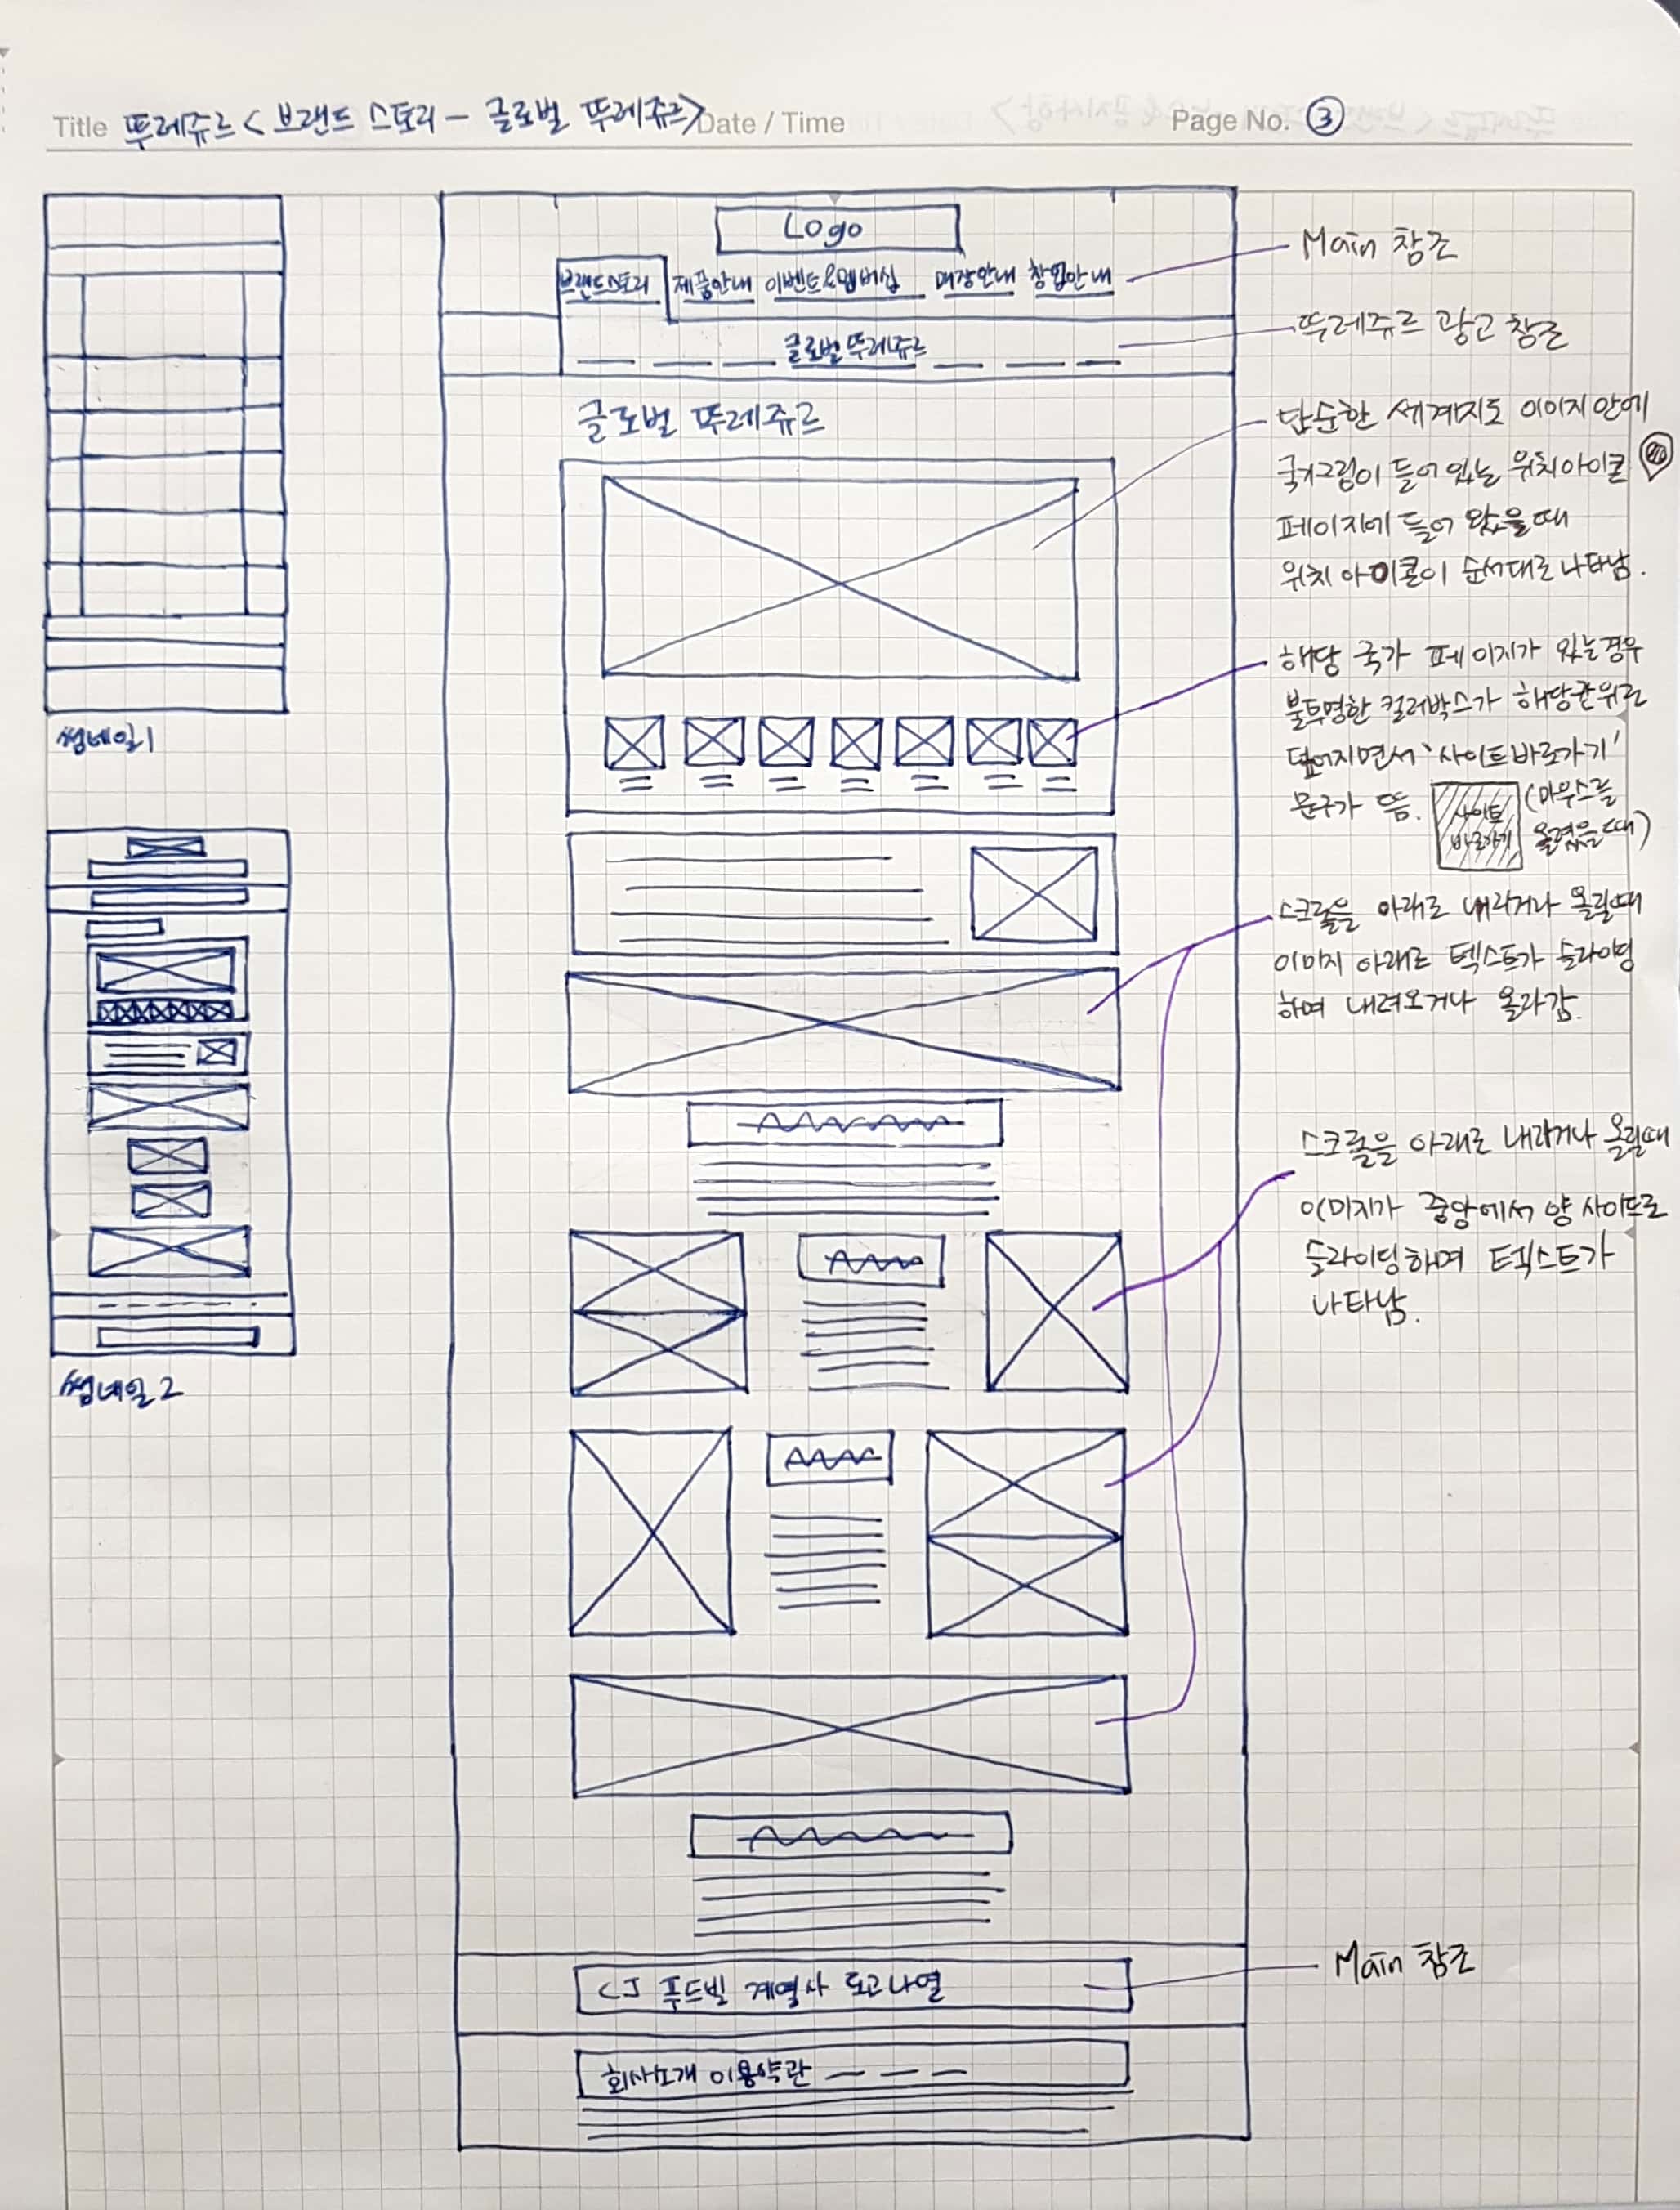 Title 뚜레쥬르 < 브랜드 스토리 - 글로벌 뚜레쥬르> Date / Time Page No. ③
Logo
브랜드스토리 제품안내 이벤트&멤버십 매장안내 창업안내
글로벌 뚜레쥬르
글로벌 뚜레쥬르
Main 참조
뚜레쥬르 광고 참조
단순한 세계지도 이미지 안에
국기그림이 들어 있는 위치아이콘
페이지에 들어 왔을때
위치 아이콘이 순서대로 나타남.
해당 국가 페이지가 있는경우
불투명한 컬러박스가 해당칸위로
덮어지면서 '사이트바로가기'
문구가 뜸. (마우스를
올렸을때)
사이트
바로가기
스크롤을 아래로 내리거나 올릴때
이미지 아래로 텍스트가 슬라이딩
하며 내려오거나 올라감.
스크롤을 아래로 내리거나 올릴때
이미지가 중앙에서 양 사이드로
슬라이딩하며 텍스트가
나타남.
썸네일1
썸네일2
CJ 푸드빌 계열사 로고나열
Main 참조
회사소개 이용약관